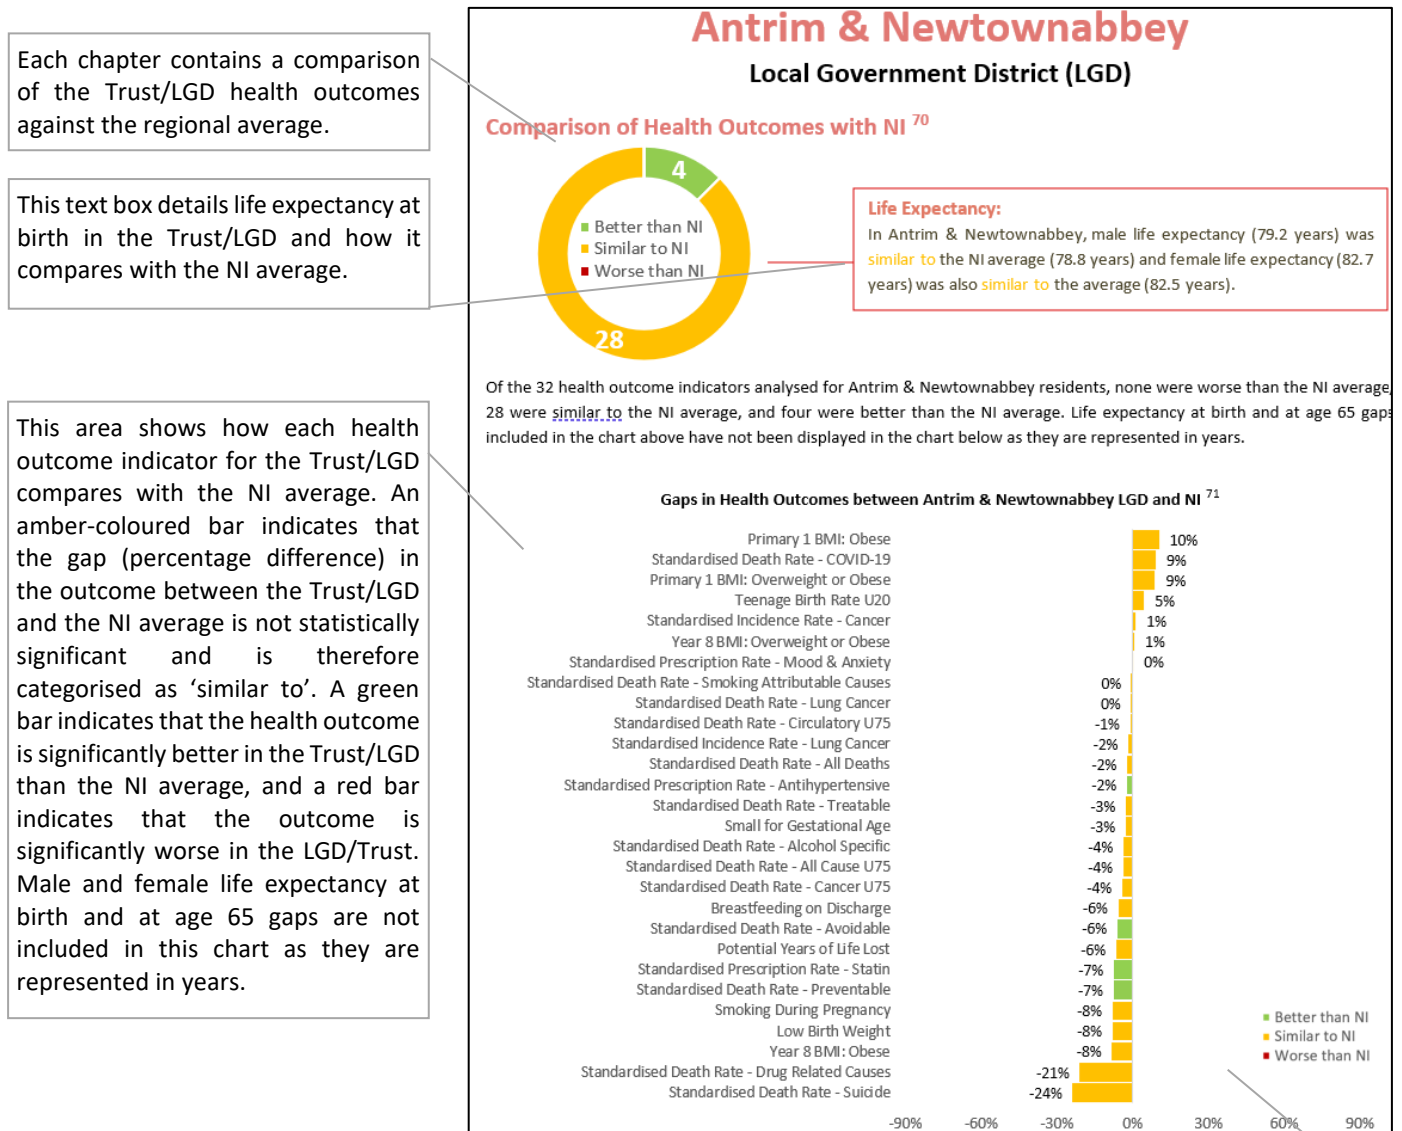 Each chapter contains a comparison
of the Trust/LGD health outcomes
against the regional average.
This text box details life expectancy at
birth in the Trust/LGD and how it
compares with the NI average.
This area shows how each health
outcome indicator for the Trust/LGD
compares with the NI average. An
amber-coloured bar indicates that
the gap (percentage difference) in
the outcome between the Trust/LGD
and the NI average is not statistically
significant and is therefore
categorised as ‘similar to’. A green
bar indicates that the health outcome
is significantly better in the Trust/LGD
than the NI average, and a red bar
indicates that the outcome is
significantly worse in the LGD/Trust.
Male and female life expectancy at
birth and at age 65 gaps are not
included in this chart as they are
represented in years.
Antrim & Newtownabbey
Local Government District (LGD)
Comparison of Health Outcomes with NI 70
4
Better than NI
Similar to NI
Worse than NI
28
Life Expectancy:
In Antrim & Newtownabbey, male life expectancy (79.2 years) was
similar to the NI average (78.8 years) and female life expectancy (82.7
years) was also similar to the average (82.5 years).
Of the 32 health outcome indicators analysed for Antrim & Newtownabbey residents, none were worse than the NI average,
28 were similar to the NI average, and four were better than the NI average. Life expectancy at birth and at age 65 gaps
included in the chart above have not been displayed in the chart below as they are represented in years.
Gaps in Health Outcomes between Antrim & Newtownabbey LGD and NI 71
Primary 1 BMI: Obese 10%
Standardised Death Rate - COVID-19 9%
Primary 1 BMI: Overweight or Obese 9%
Teenage Birth Rate U20 5%
Standardised Incidence Rate - Cancer 1%
Year 8 BMI: Overweight or Obese 1%
Standardised Prescription Rate - Mood & Anxiety 0%
Standardised Death Rate - Smoking Attributable Causes 0%
Standardised Death Rate - Lung Cancer 0%
Standardised Death Rate - Circulatory U75 -1%
Standardised Incidence Rate - Lung Cancer -2%
Standardised Death Rate - All Deaths -2%
Standardised Prescription Rate - Antihypertensive -2%
Standardised Death Rate - Treatable -3%
Small for Gestational Age -3%
Standardised Death Rate - Alcohol Specific -4%
Standardised Death Rate - All Cause U75 -4%
Standardised Death Rate - Cancer U75 -4%
Breastfeeding on Discharge -6%
Standardised Death Rate - Avoidable -6%
Potential Years of Life Lost -6%
Standardised Prescription Rate - Statin -7%
Standardised Death Rate - Preventable -7%
Smoking During Pregnancy -8%
Low Birth Weight -8%
Year 8 BMI: Obese -8%
Standardised Death Rate - Drug Related Causes -21%
Standardised Death Rate - Suicide -24%
Better than NI
Similar to NI
Worse than NI
-90% -60% -30% 0% 30% 60% 90%